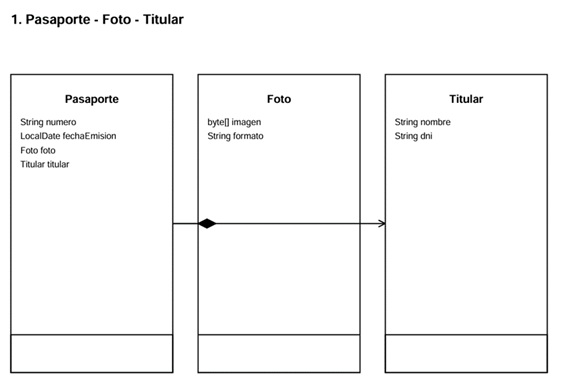 1. Pasaporte - Foto - Titular
Pasaporte
String numero
LocalDate fechaEmision
Foto foto
Titular titular
Foto
byte[] imagen
String formato
Titular
String nombre
String dni